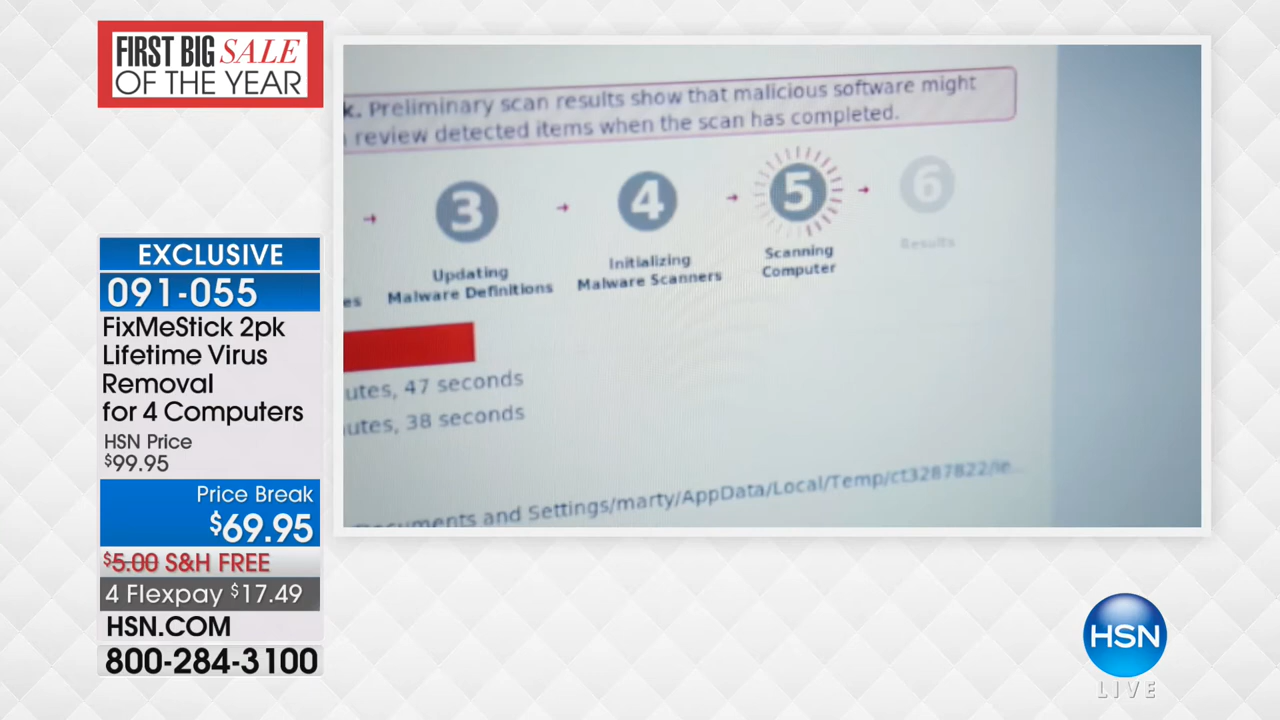 FIRST BIG SALE
OF THE YEAR
EXCLUSIVE
091-055
FixMeStick 2pk
Lifetime Virus
Removal
for 4 Computers
HSN Price
$99.95
Price Break
$69.95
$5.00 S&H FREE
4 Flexpay $17.49
HSN.COM
800-284-3100
k. Preliminary scan results show that malicious software might
review detected items when the scan has completed.
3
4
5
6
es
Updating
Malware Definitions
Initializing
Malware Scanners
Scanning
Computer
Results
utes, 47 seconds
utes, 38 seconds
Documents and Settings/marty/AppData/Local/Temp/ct3287822/ie...
HSN
LIVE